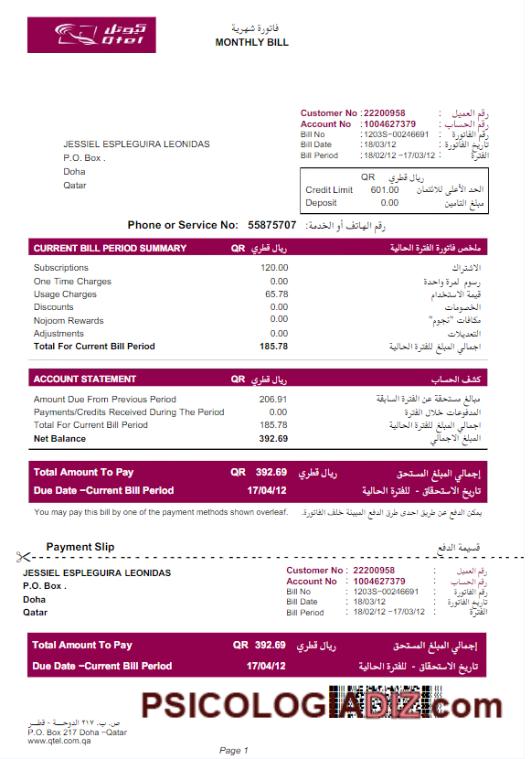 كيوتل
Qtel
فاتورة شهرية
MONTHLY BILL
Customer No :22200958 : رقم العميل
Account No :1004627379 : رقم الحساب
Bill No :1203S-00246691 : رقم الفاتورة
Bill Date :18/03/12 : تاريخ الفاتورة
Bill Period :18/02/12 -17/03/12 : الفترة
JESSIEL ESPLEGUIRA LEONIDAS
P.O. Box .
Doha
Qatar
QR ريال قطري
Credit Limit 601.00 الحد الأعلى للائتمان
Deposit 0.00 مبلغ التامين
Phone or Service No: 55875707 رقم الهاتف أو الخدمة:
CURRENT BILL PERIOD SUMMARY QR ريال قطري ملخص فاتورة الفترة الحالية
Subscriptions 120.00 الاشتراك
One Time Charges 0.00 رسوم لمرة واحدة
Usage Charges 65.78 قيمة الاستخدام
Discounts 0.00 الخصومات
Nojoom Rewards 0.00 مكافات "نجوم"
Adjustments 0.00 التعديلات
Total For Current Bill Period 185.78 اجمالي المبلغ للفترة الحالية
ACCOUNT STATEMENT QR ريال قطري كشف الحساب
Amount Due From Previous Period 206.91 مبالغ مستحقة عن الفترة السابقة
Payments/Credits Received During The Period 0.00 المدفوعات خلال الفترة
Total For Current Bill Period 185.78 اجمالي المبلغ للفترة الحالية
Net Balance 392.69 المبلغ الاجمالي
Total Amount To Pay QR 392.69 ريال قطري إجمالي المبلغ المستحق
Due Date -Current Bill Period 17/04/12 تاريخ الاستحقاق - للفترة الحالية
You may pay this bill by one of the payment methods shown overleaf. يمكن الدفع عن طريق احدى طرق الدفع المبينة خلف الفاتورة.
Payment Slip قسيمة الدفع
JESSIEL ESPLEGUIRA LEONIDAS
P.O. Box .
Doha
Qatar
Customer No : 22200958 : رقم العميل
Account No : 1004627379 : رقم الحساب
Bill No : 1203S-00246691 : رقم الفاتورة
Bill Date : 18/03/12 : تاريخ الفاتورة
Bill Period : 18/02/12 -17/03/12 : الفترة
Total Amount To Pay QR 392.69 ريال قطري إجمالي المبلغ المستحق
Due Date -Current Bill Period 17/04/12 تاريخ الاستحقاق - للفترة الحالية
PSICOLOGIADIZ.com
ص. ب. ٢١٧ الدوحـة - قطـر
P.O. Box 217 Doha -Qatar
www.qtel.com.qa
Page 1